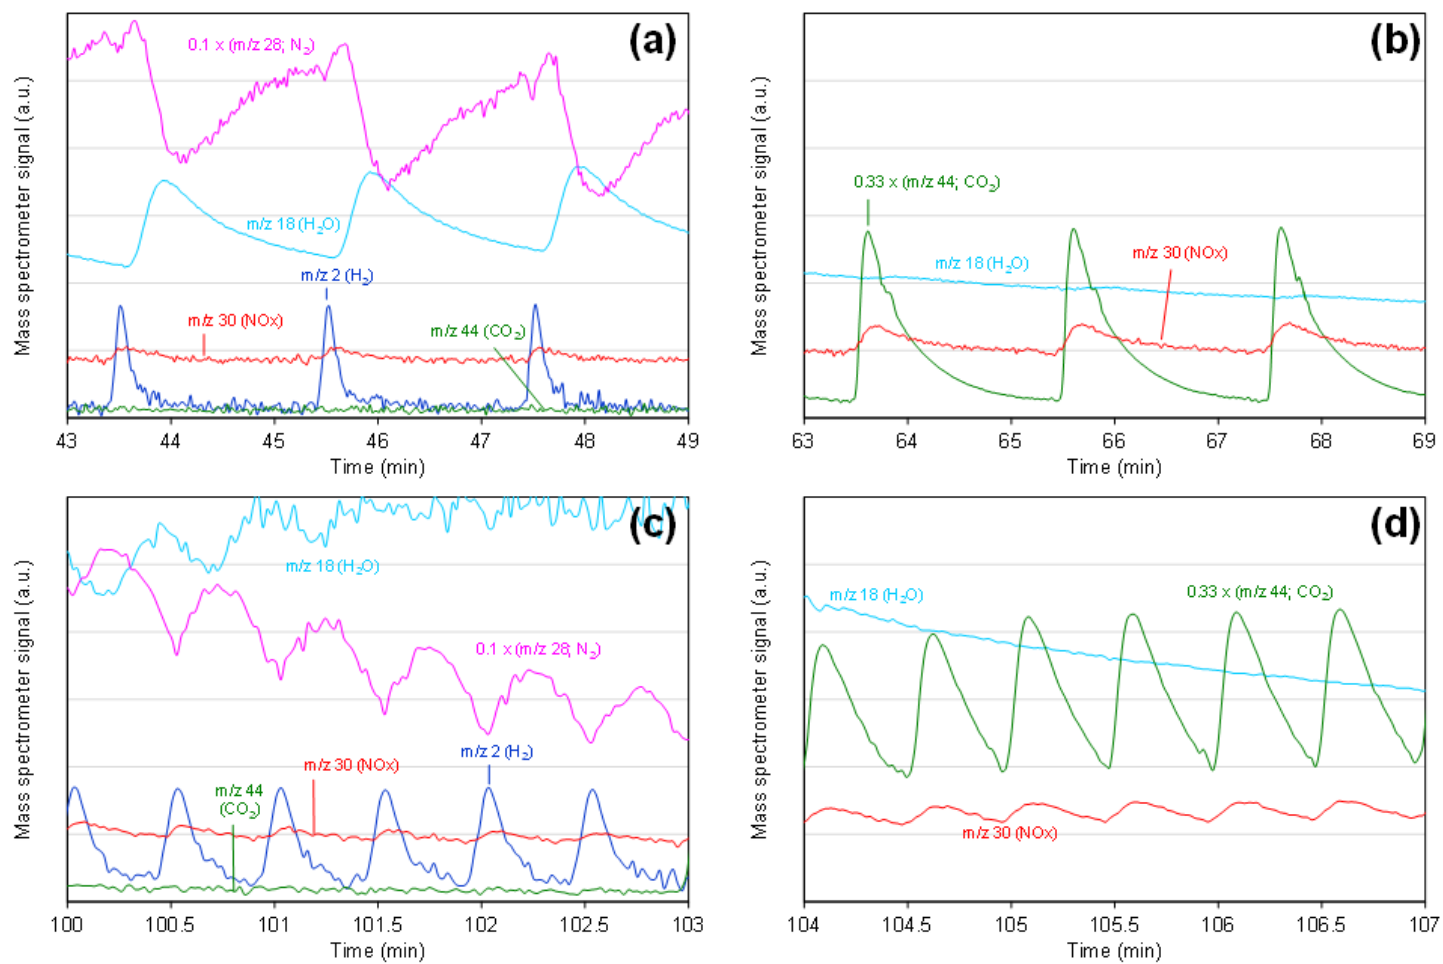 (a)
0.1 x (m/z 28; N₂)
m/z 18 (H₂O)
m/z 2 (H₂)
m/z 30 (NOx)
m/z 44 (CO₂)
Mass spectrometer signal (a.u.)
43 44 45 46 47 48 49
Time (min)
(b)
0.33 x (m/z 44; CO₂)
m/z 30 (NOx)
m/z 18 (H₂O)
Mass spectrometer signal (a.u.)
63 64 65 66 67 68 69
Time (min)
(c)
m/z 18 (H₂O)
0.1 x (m/z 28; N₂)
m/z 2 (H₂)
m/z 30 (NOx)
m/z 44
(CO₂)
Mass spectrometer signal (a.u.)
100 100.5 101 101.5 102 102.5 103
Time (min)
(d)
m/z 18 (H₂O)
0.33 x (m/z 44; CO₂)
m/z 30 (NOx)
Mass spectrometer signal (a.u.)
104 104.5 105 105.5 106 106.5 107
Time (min)